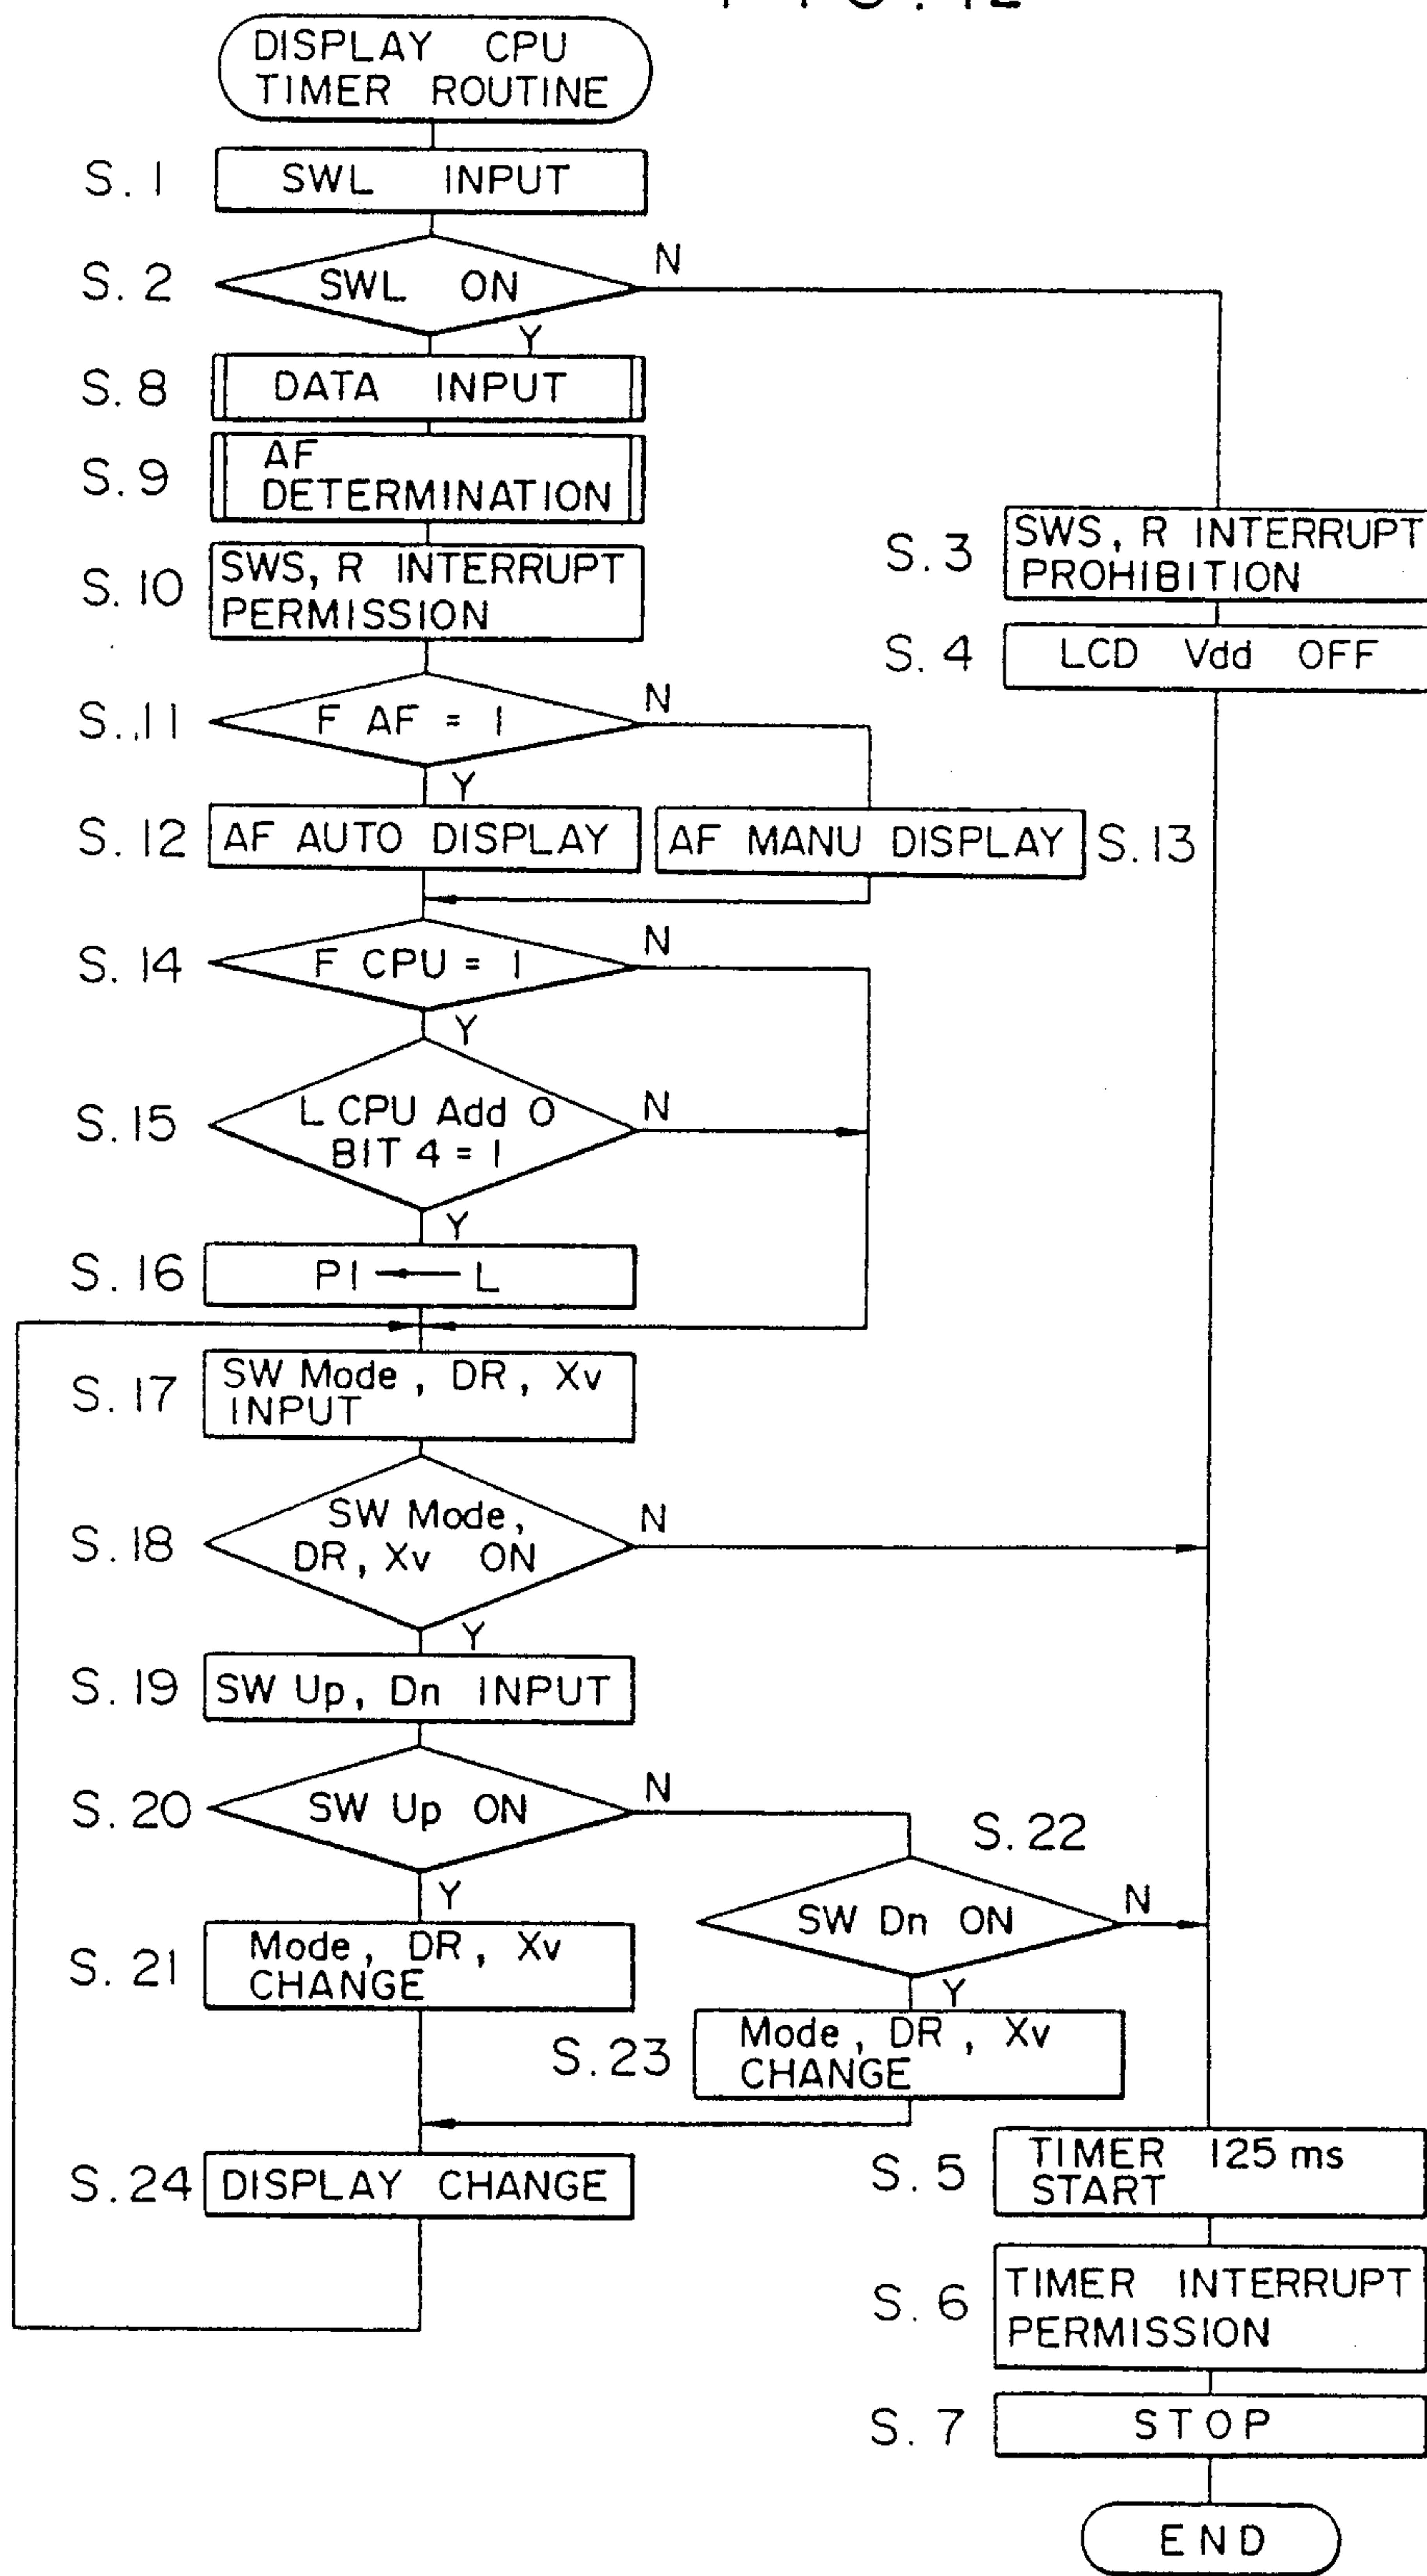 DISPLAY CPU
TIMER ROUTINE
S.1
SWL INPUT
S.2
SWL ON
N
Y
S.8
DATA INPUT
S.9
AF
DETERMINATION
S.3
SWS, R INTERRUPT
PROHIBITION
S.10
SWS, R INTERRUPT
PERMISSION
S.4
LCD Vdd OFF
S.11
F AF = 1
N
Y
S.12
AF AUTO DISPLAY
AF MANU DISPLAY
S.13
S.14
F CPU = 1
N
Y
S.15
L CPU Add 0
BIT 4 = 1
N
Y
S.16
PI ← L
S.17
SW Mode, DR, Xv
INPUT
S.18
SW Mode,
DR, Xv ON
N
Y
S.19
SW Up, Dn INPUT
S.20
SW Up ON
N
Y
S.22
SW Dn ON
N
Y
S.21
Mode, DR, Xv
CHANGE
S.23
Mode, DR, Xv
CHANGE
S.24
DISPLAY CHANGE
S.5
TIMER 125 ms
START
S.6
TIMER INTERRUPT
PERMISSION
S.7
STOP
END